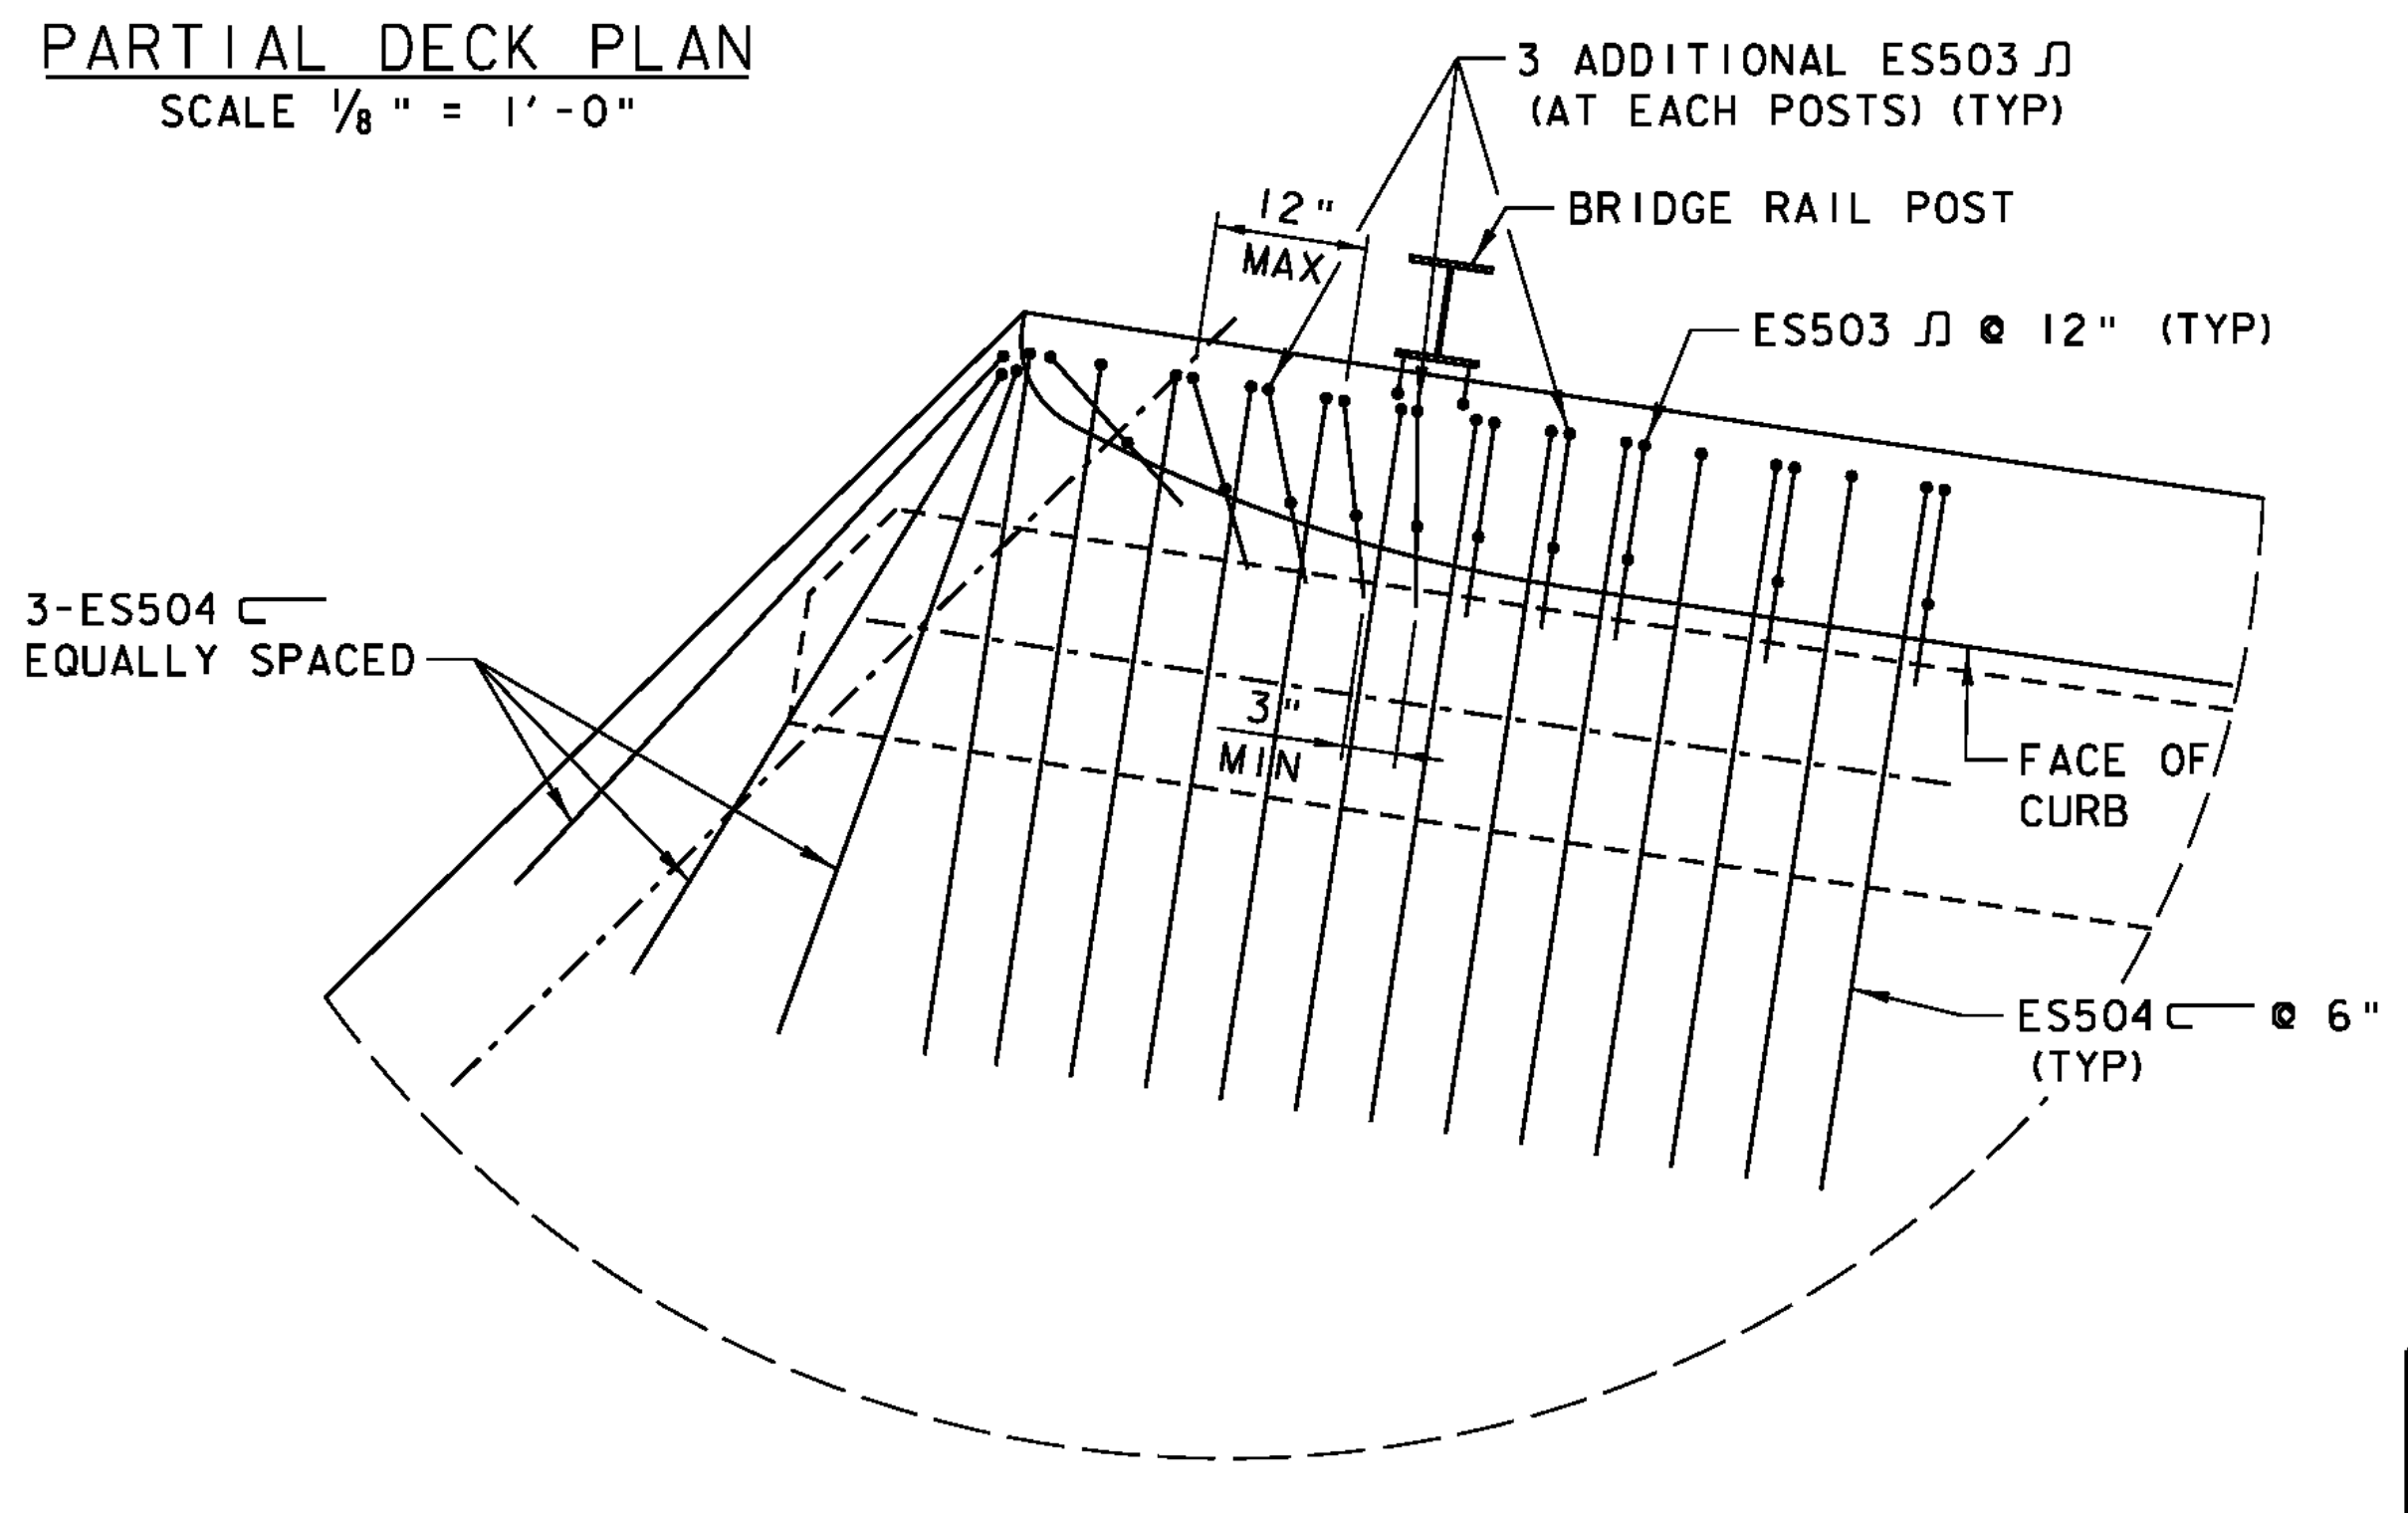 PARTIAL DECK PLAN
SCALE 1/8" = 1'-0"
3 ADDITIONAL ES503
(AT EACH POSTS) (TYP)
12"
MAX
BRIDGE RAIL POST
ES503 @ 12" (TYP)
3-ES504
EQUALLY SPACED
3"
MIN
FACE OF
CURB
ES504 @ 6"
(TYP)